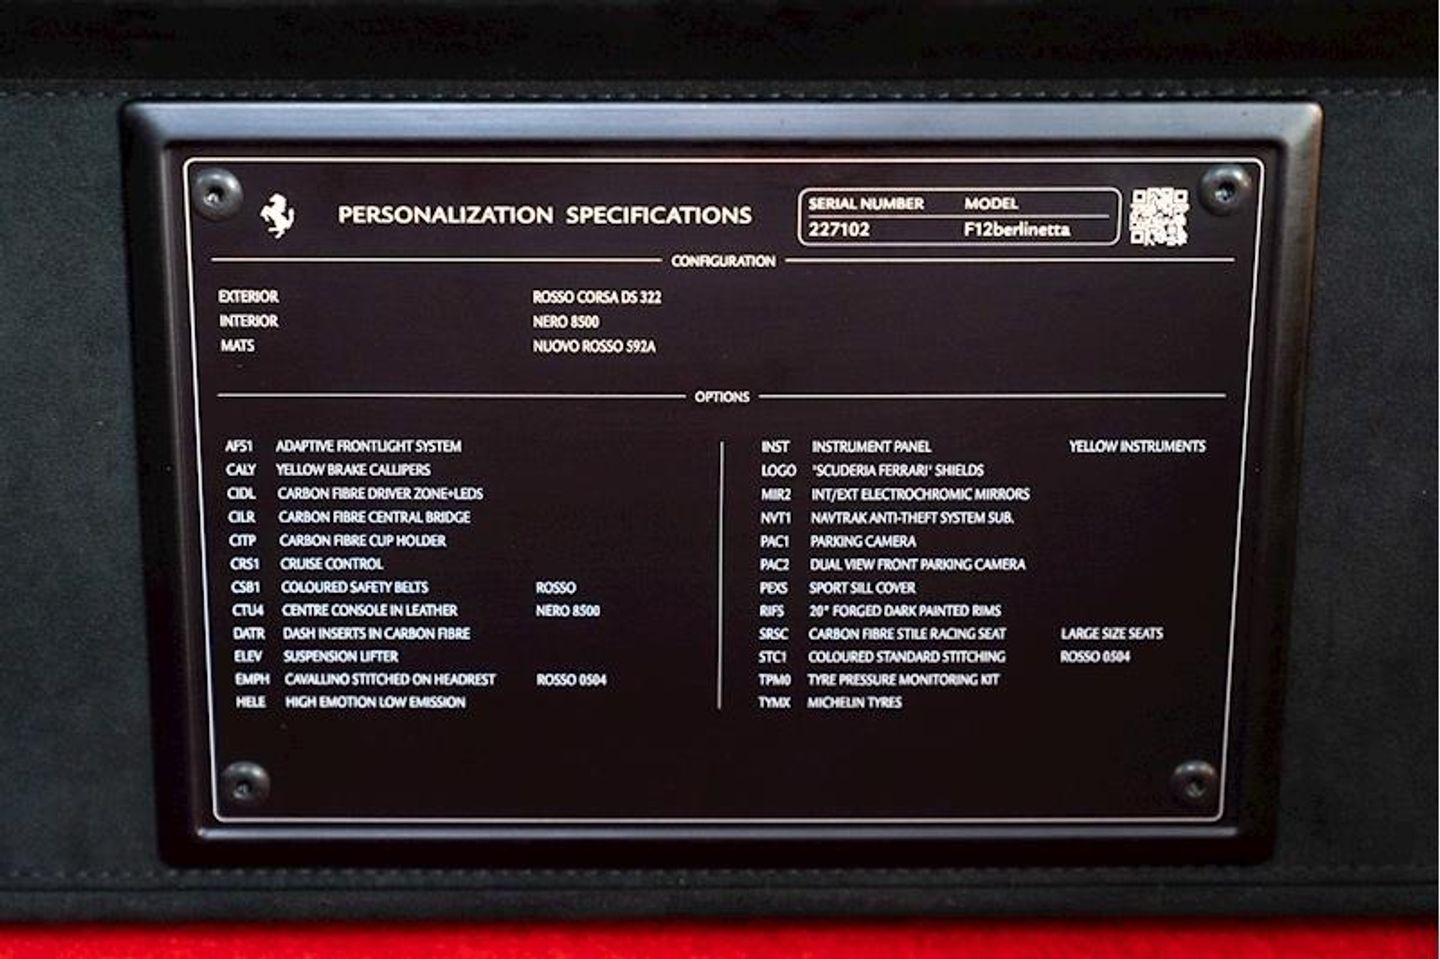 PERSONALIZATION SPECIFICATIONS
SERIAL NUMBER MODEL
227102 F12berlinetta
CONFIGURATION
EXTERIOR ROSSO CORSA DS 322
INTERIOR NERO 8500
MATS NUOVO ROSSO 592A
OPTIONS
AFS1 ADAPTIVE FRONTLIGHT SYSTEM
CALY YELLOW BRAKE CALLIPERS
CIDL CARBON FIBRE DRIVER ZONE+LEDS
CILR CARBON FIBRE CENTRAL BRIDGE
CITP CARBON FIBRE CUP HOLDER
CRS1 CRUISE CONTROL
CSB1 COLOURED SAFETY BELTS ROSSO
CTU4 CENTRE CONSOLE IN LEATHER NERO 8500
DATR DASH INSERTS IN CARBON FIBRE
ELEV SUSPENSION LIFTER
EMPH CAVALLINO STITCHED ON HEADREST ROSSO 0504
HELE HIGH EMOTION LOW EMISSION
INST INSTRUMENT PANEL YELLOW INSTRUMENTS
LOGO "SCUDERIA FERRARI" SHIELDS
MIR2 INT/EXT ELECTROCHROMIC MIRRORS
NVT1 NAVTRAK ANTI-THEFT SYSTEM SUB.
PAC1 PARKING CAMERA
PAC2 DUAL VIEW FRONT PARKING CAMERA
PEXS SPORT SILL COVER
RIFS 20" FORGED DARK PAINTED RIMS
SRSC CARBON FIBRE STILE RACING SEAT LARGE SIZE SEATS
STC1 COLOURED STANDARD STITCHING ROSSO 0504
TPM0 TYRE PRESSURE MONITORING KIT
TYMX MICHELIN TYRES